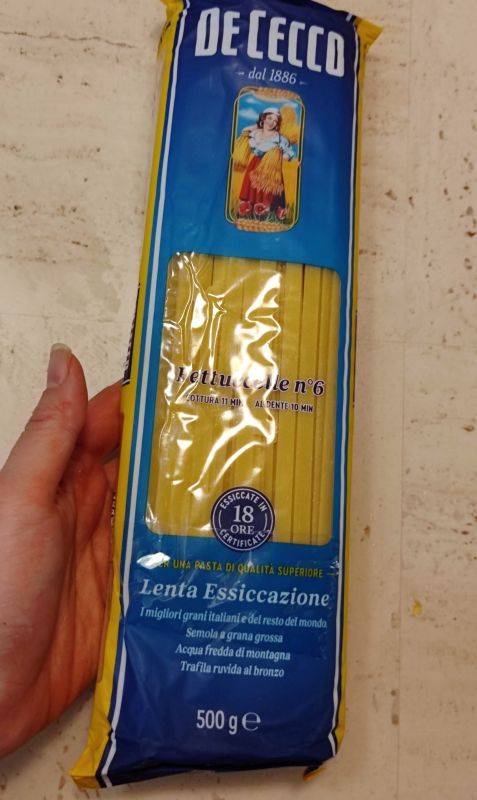 DE CECCO
dal 1886
Fettuccelle n°6
COTTURA 11 MIN AL DENTE 10 MIN
ESSICCATE IN
18
ORE
CERTIFICATE
PER UNA PASTA DI QUALITÀ SUPERIORE
Lenta Essiccazione
I migliori grani italiani e del resto del mondo
Semola a grana grossa
Acqua fredda di montagna
Trafila ruvida al bronzo
500 g ℮